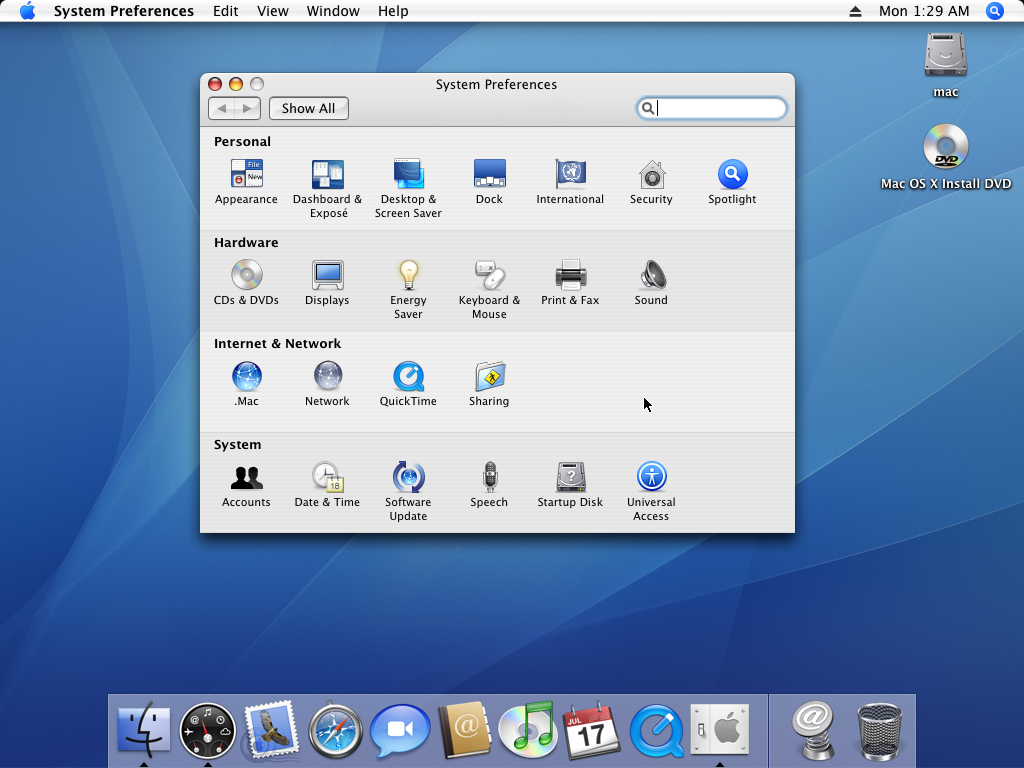 System Preferences Edit View Window Help Mon 1:29 AM
System Preferences
Show All
mac
Mac OS X Install DVD
DVD
Personal
File
New
Appearance Dashboard & Exposé Desktop & Screen Saver Dock International Security Spotlight
Hardware
CDs & DVDs Displays Energy Saver Keyboard & Mouse Print & Fax Sound
Internet & Network
.Mac Network QuickTime Sharing
System
18
?
Accounts Date & Time Software Update Speech Startup Disk Universal Access
@
@
JUL
17
@